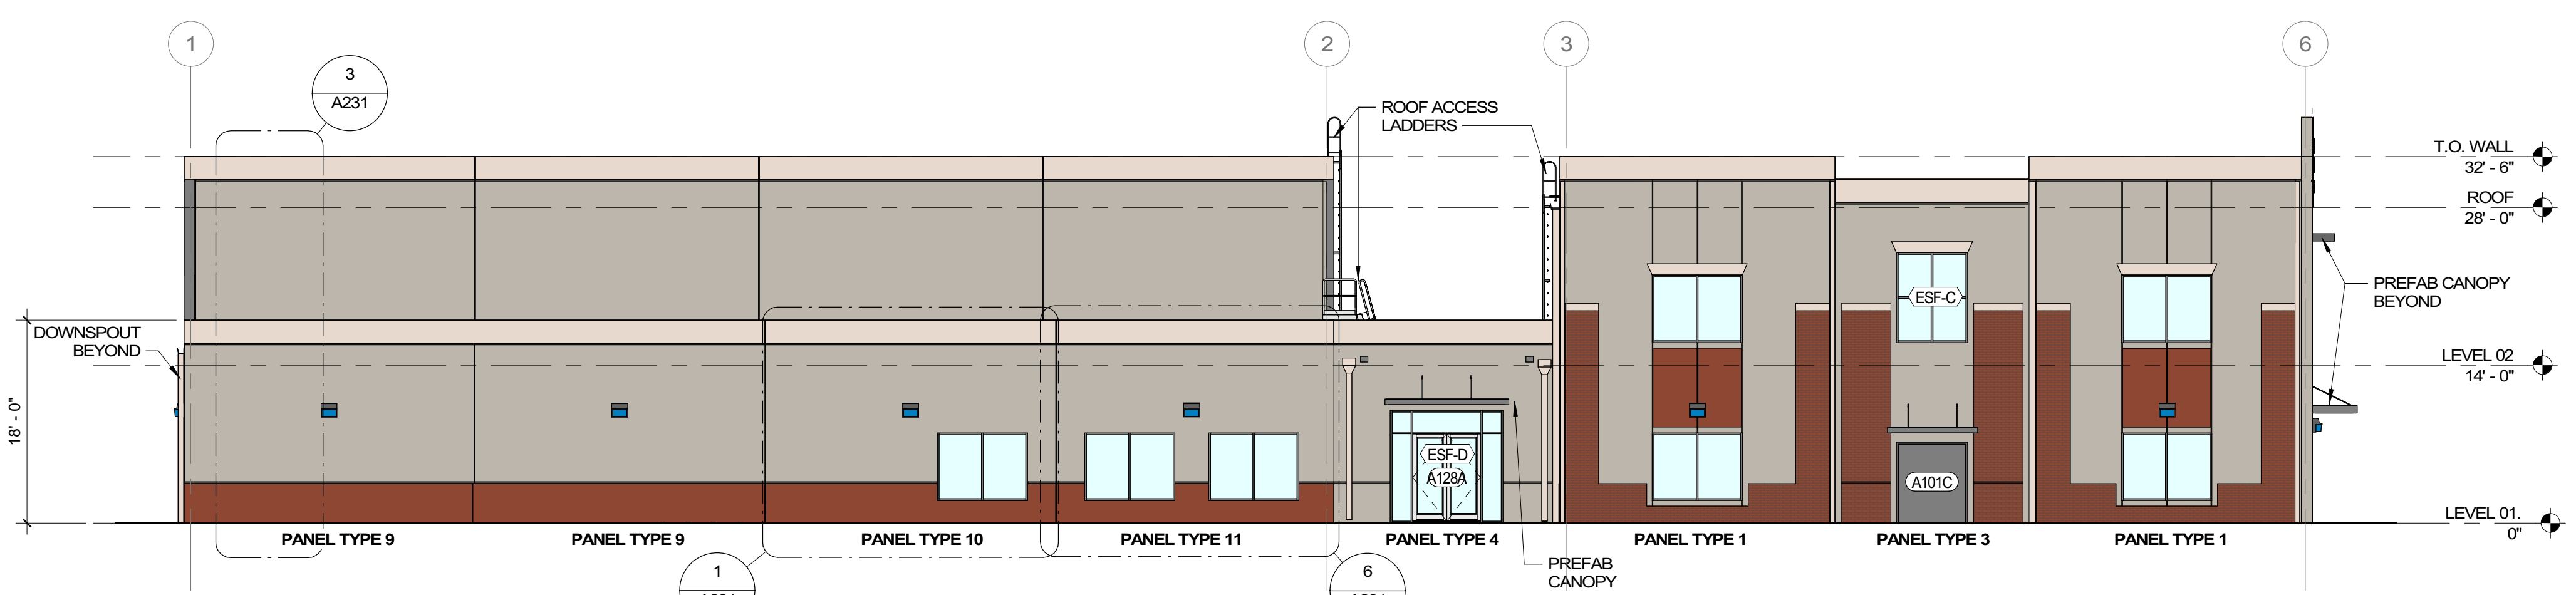 1
2
3
6
3
A231
ROOF ACCESS
LADDERS
T.O. WALL
32' - 6"
ROOF
28' - 0"
ESF-C
PREFAB CANOPY
BEYOND
DOWNSPOUT
BEYOND
LEVEL 02
14' - 0"
18' - 0"
ESF-D
A128A
A101C
LEVEL 01.
0"
PANEL TYPE 9
PANEL TYPE 9
PANEL TYPE 10
PANEL TYPE 11
PANEL TYPE 4
PANEL TYPE 1
PANEL TYPE 3
PANEL TYPE 1
PREFAB
CANOPY
1
6